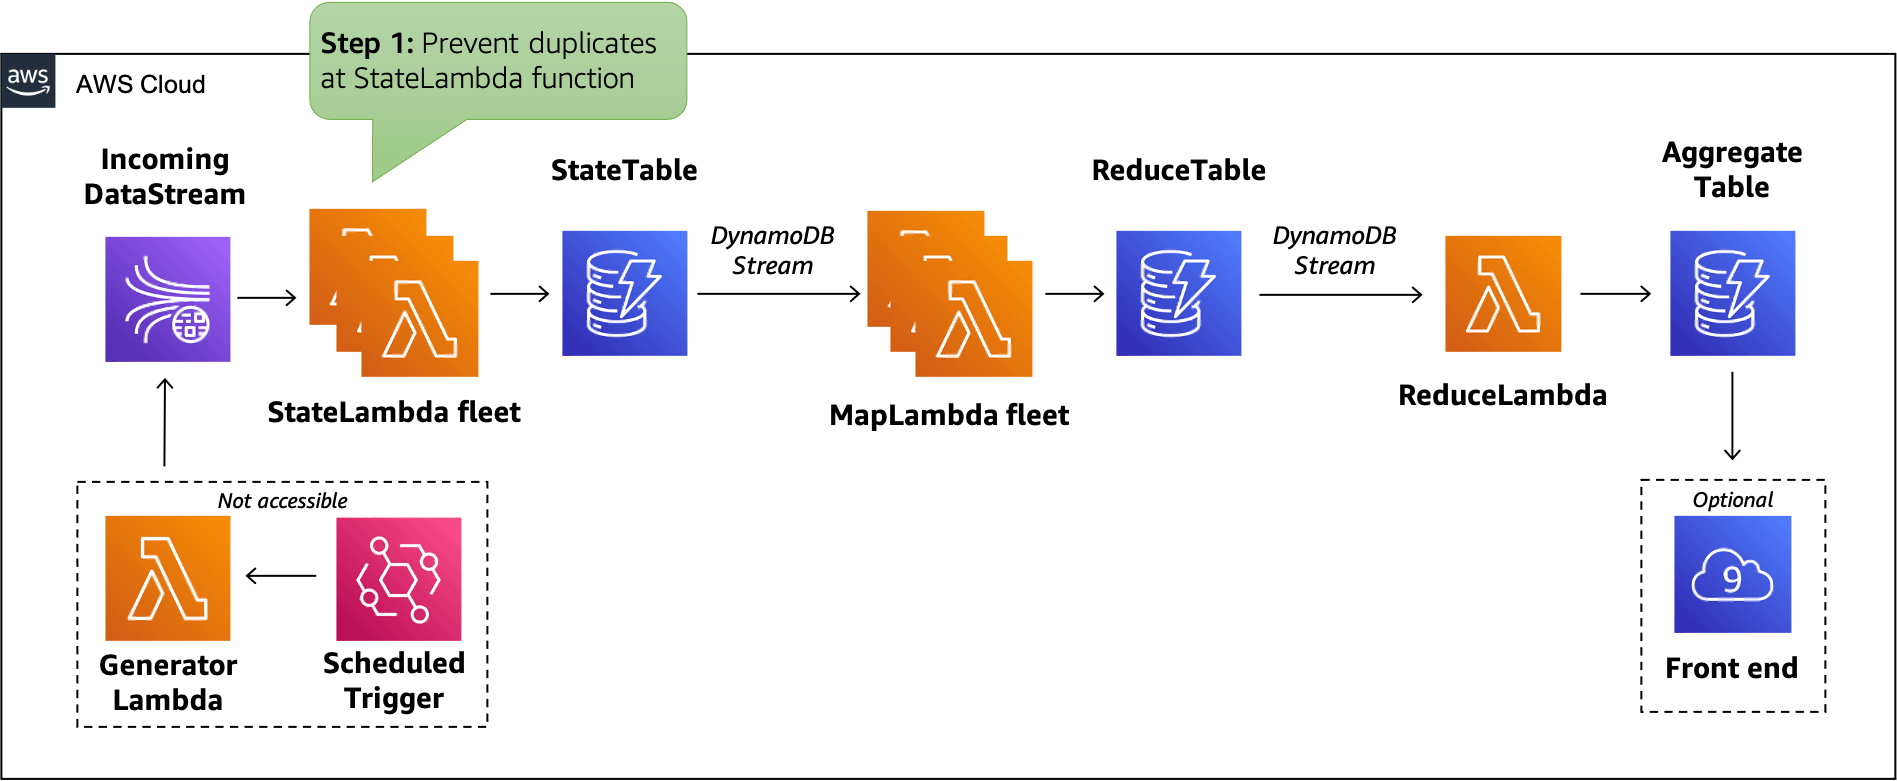 Step 1: Prevent duplicates
at StateLambda function
aws
AWS Cloud
Incoming
DataStream
StateTable
ReduceTable
Aggregate
Table
DynamoDB
Stream
DynamoDB
Stream
StateLambda fleet
MapLambda fleet
ReduceLambda
Not accessible
Generator
Lambda
Scheduled
Trigger
Optional
9
Front end